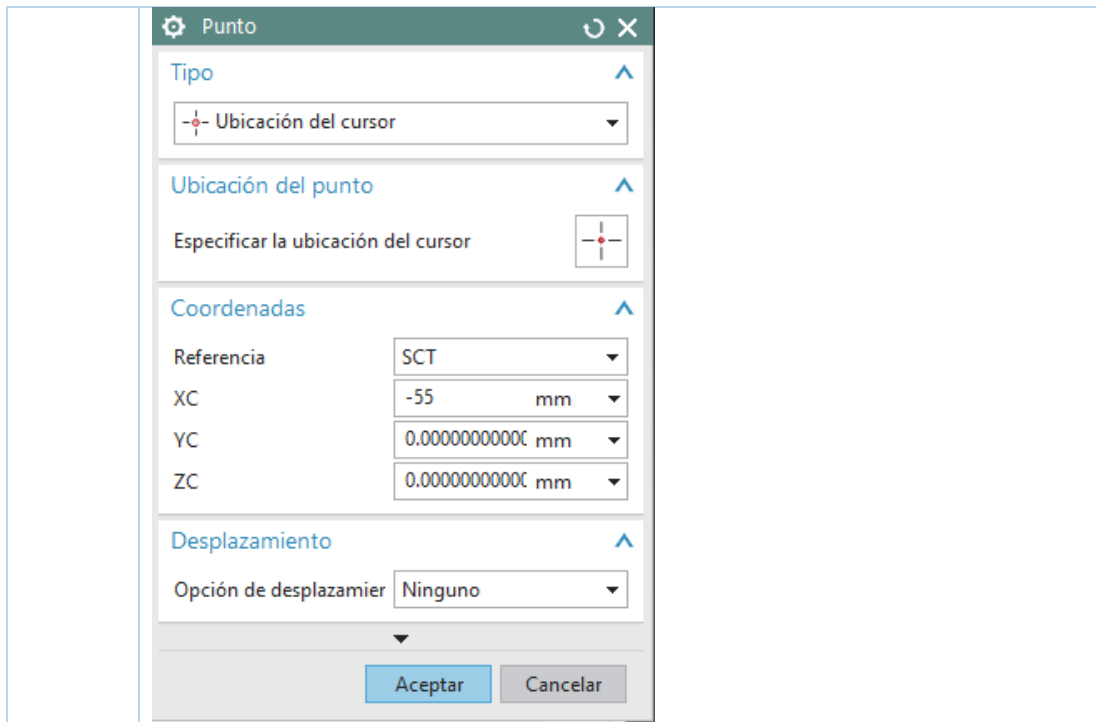 Punto
Tipo
Ubicación del cursor
Ubicación del punto
Especificar la ubicación del cursor
Coordenadas
Referencia SCT
XC -55 mm
YC 0.00000000000 mm
ZC 0.00000000000 mm
Desplazamiento
Opción de desplazamier Ninguno
Aceptar Cancelar